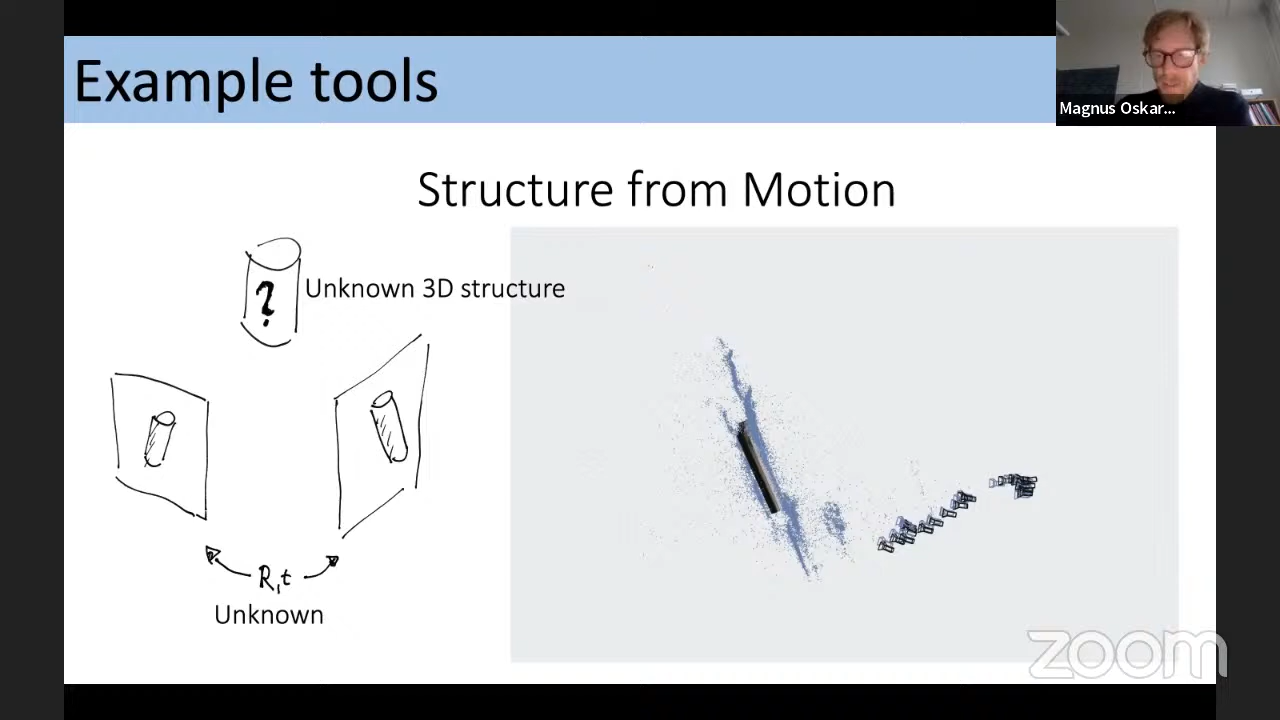 Example tools
Magnus Oskar...
Structure from Motion
?
Unknown 3D structure
R,t
Unknown
zoom